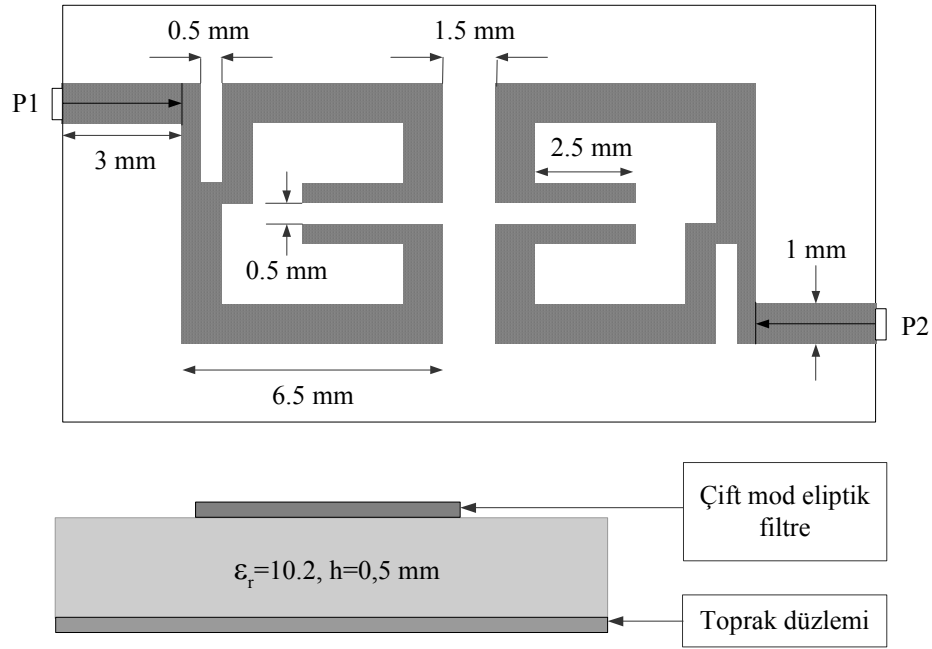 0.5 mm
1.5 mm
P1
3 mm
2.5 mm
0.5 mm
1 mm
P2
6.5 mm
Çift mod eliptik
filtre
εr=10.2, h=0,5 mm
Toprak düzlemi